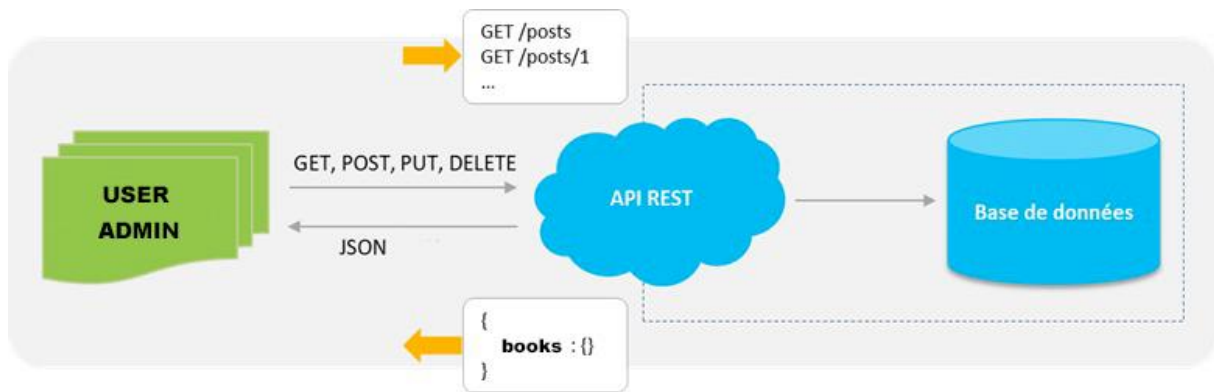 GET /posts
GET /posts/1
...
GET, POST, PUT, DELETE
USER
ADMIN
API REST
Base de données
JSON
{
books : {}
}